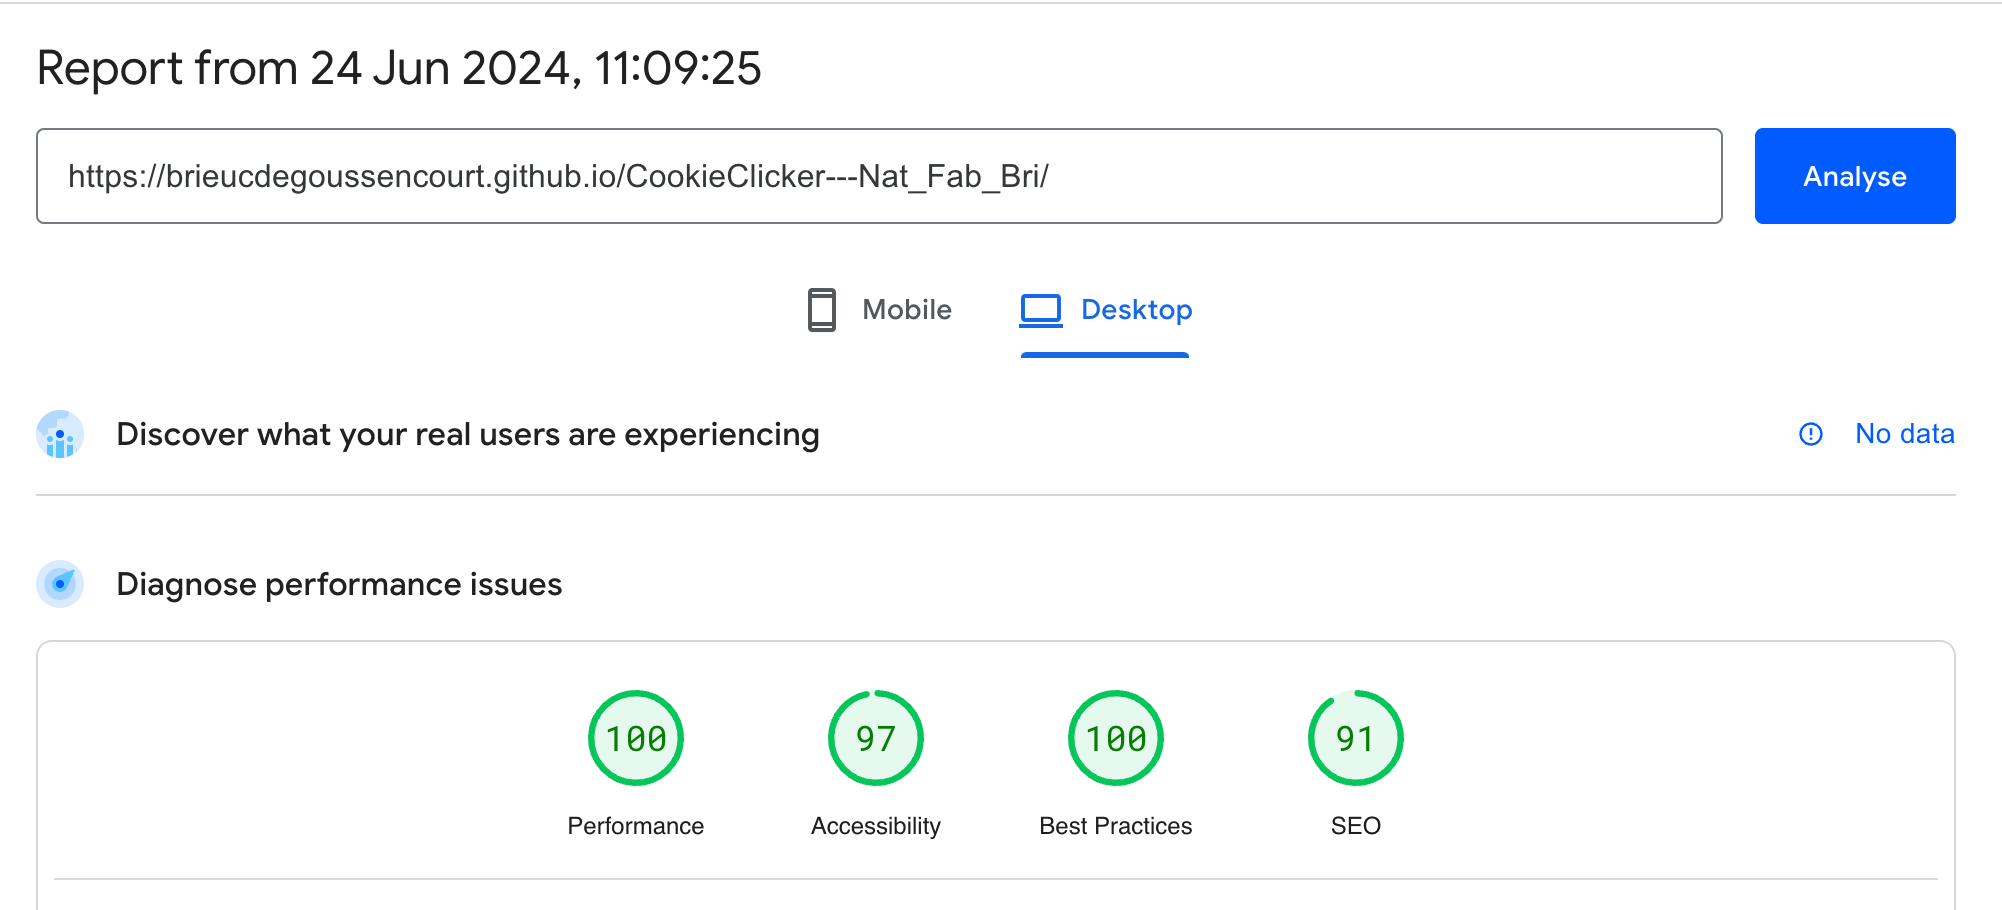 Report from 24 Jun 2024, 11:09:25
https://brieucdegoussencourt.github.io/CookieClicker---Nat_Fab_Bri/
Analyse
Mobile
Desktop
Discover what your real users are experiencing
No data
Diagnose performance issues
100
97
100
91
Performance
Accessibility
Best Practices
SEO